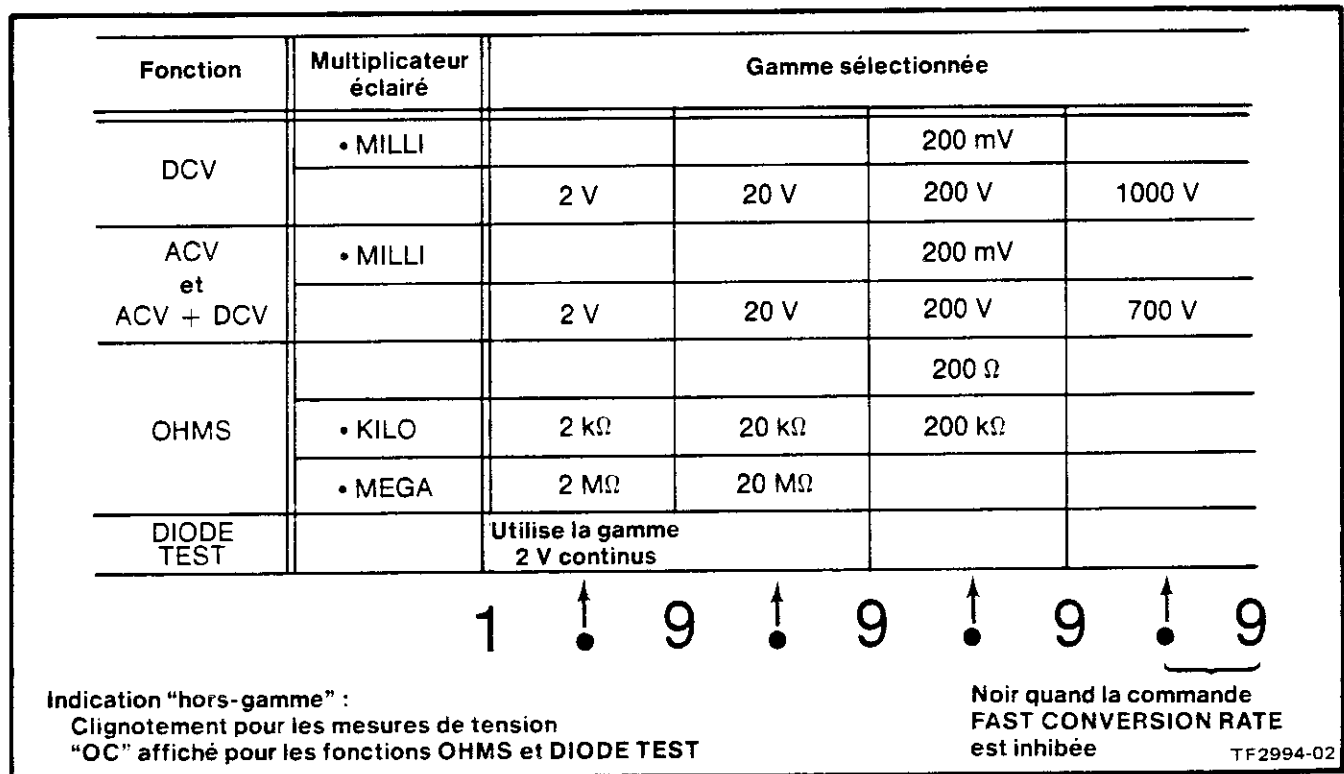 Fonction Multiplicateur éclairé Gamme sélectionnée
DCV • MILLI 200 mV
2 V 20 V 200 V 1000 V
ACV et ACV + DCV • MILLI 200 mV
2 V 20 V 200 V 700 V
OHMS 200 Ω
• KILO 2 kΩ 20 kΩ 200 kΩ
• MEGA 2 MΩ 20 MΩ
DIODE TEST Utilise la gamme 2 V continus
1 . 9 . 9 . 9 . 9
Indication "hors-gamme" :
Clignotement pour les mesures de tension
"OC" affiché pour les fonctions OHMS et DIODE TEST
Noir quand la commande
FAST CONVERSION RATE
est inhibée
TF2994-02